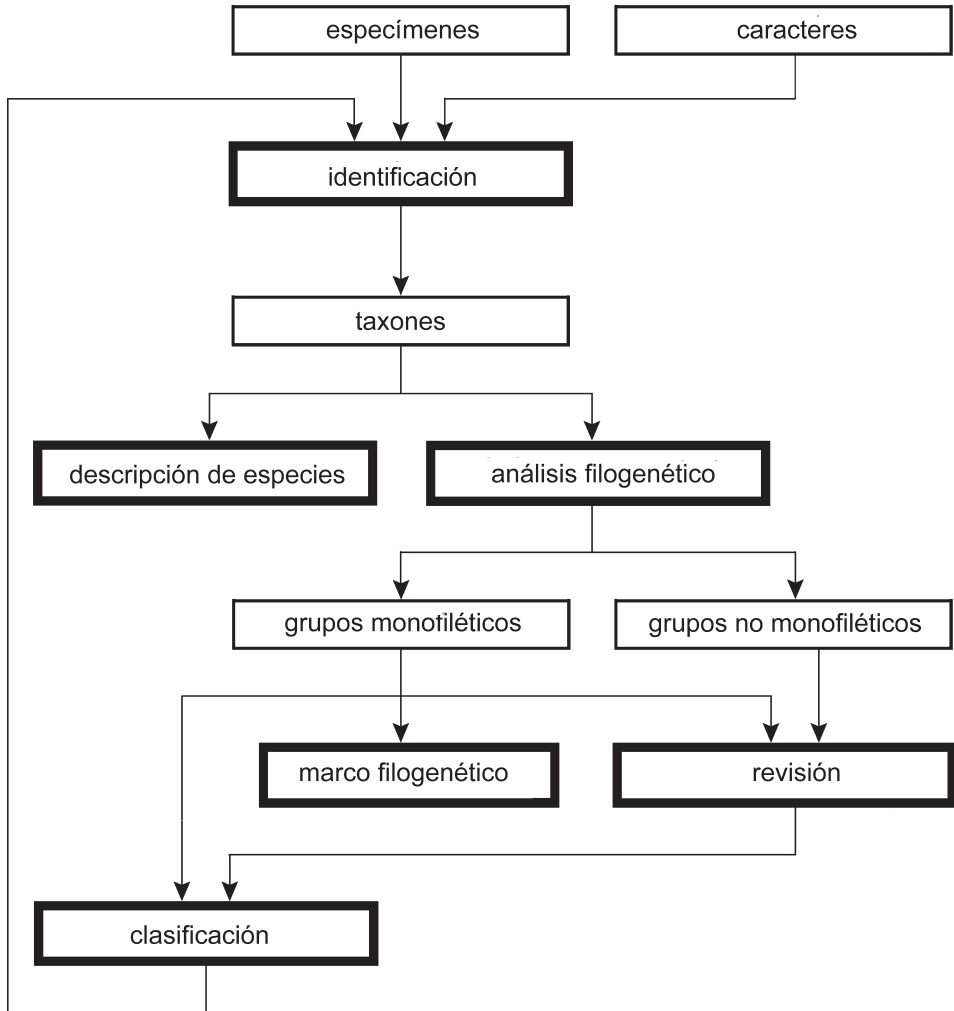 especímenes
caracteres
identificación
taxones
descripción de especies
análisis filogenético
grupos monofiléticos
grupos no monofiléticos
marco filogenético
revisión
clasificación